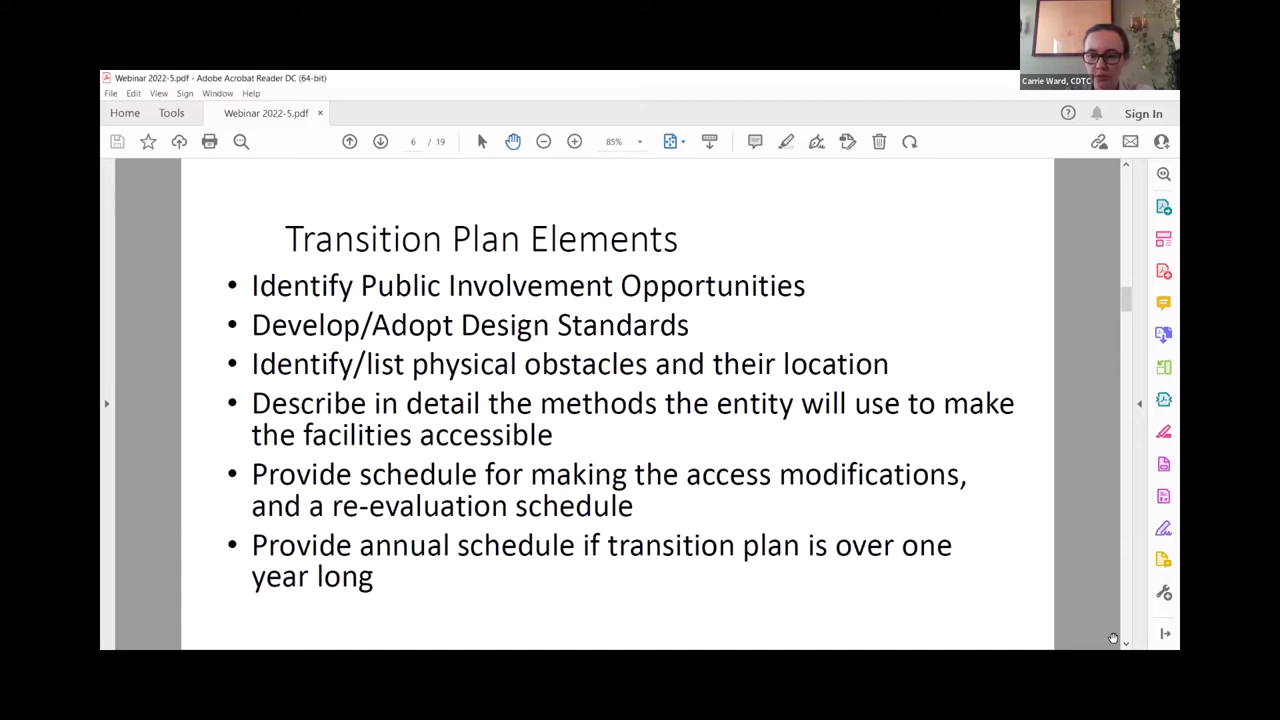 Carrie Ward, CDTC
Webinar 2022-5.pdf - Adobe Acrobat Reader DC (64-bit)
File Edit View Sign Window Help
Home Tools Webinar 2022-5.pdf × Sign In
6 / 19 85%
Transition Plan Elements
• Identify Public Involvement Opportunities
• Develop/Adopt Design Standards
• Identify/list physical obstacles and their location
• Describe in detail the methods the entity will use to make
the facilities accessible
• Provide schedule for making the access modifications,
and a re-evaluation schedule
• Provide annual schedule if transition plan is over one
year long